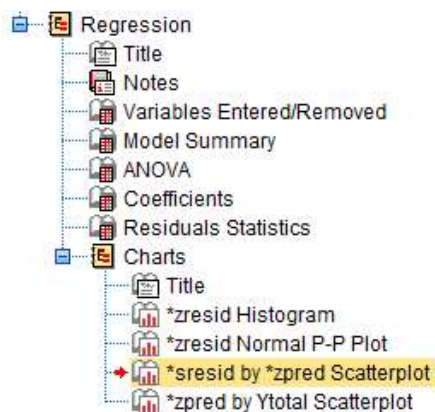 Regression
Title
Notes
Variables Entered/Removed
Model Summary
ANOVA
Coefficients
Residuals Statistics
Charts
Title
*zresid Histogram
*zresid Normal P-P Plot
*sresid by *zpred Scatterplot
*zpred by Ytotal Scatterplot